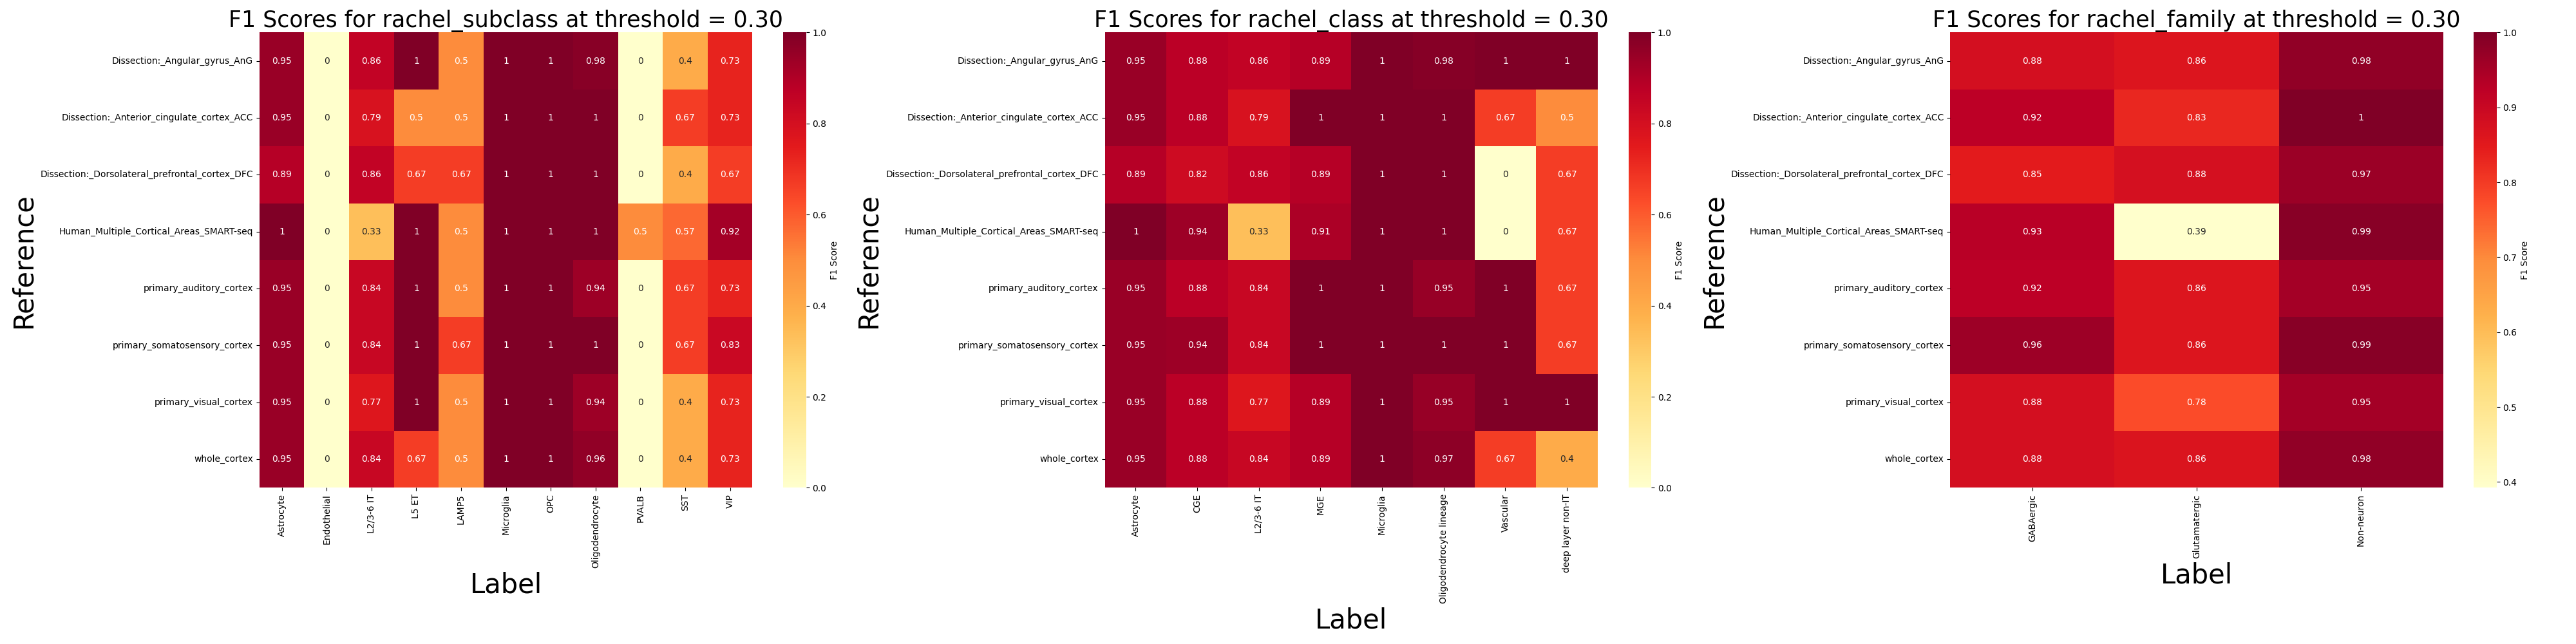 F1 Scores for rachel_subclass at threshold = 0.30
Reference
Dissection:_Angular_gyrus_AnG 0.95 0 0.86 1 0.5 1 1 0.98 0 0.4 0.73
Dissection:_Anterior_cingulate_cortex_ACC 0.95 0 0.79 0.5 0.5 1 1 1 0 0.67 0.73
Dissection:_Dorsolateral_prefrontal_cortex_DFC 0.89 0 0.86 0.67 0.67 1 1 1 0 0.4 0.67
Human_Multiple_Cortical_Areas_SMART-seq 1 0 0.33 1 0.5 1 1 1 0.5 0.57 0.92
primary_auditory_cortex 0.95 0 0.84 1 0.5 1 1 0.94 0 0.67 0.73
primary_somatosensory_cortex 0.95 0 0.84 1 0.67 1 1 1 0 0.67 0.83
primary_visual_cortex 0.95 0 0.77 1 0.5 1 1 0.94 0 0.4 0.73
whole_cortex 0.95 0 0.84 0.67 0.5 1 1 0.96 0 0.4 0.73
Astrocyte Endothelial L2/3-6 IT L5 ET LAMP5 Microglia OPC Oligodendrocyte PVALB SST VIP
Label
1.0
0.8
0.6
0.4
0.2
0.0
F1 Score
F1 Scores for rachel_class at threshold = 0.30
Reference
Dissection:_Angular_gyrus_AnG 0.95 0.88 0.86 0.89 1 0.98 1 1
Dissection:_Anterior_cingulate_cortex_ACC 0.95 0.88 0.79 1 1 1 0.67 0.5
Dissection:_Dorsolateral_prefrontal_cortex_DFC 0.89 0.82 0.86 0.89 1 1 0 0.67
Human_Multiple_Cortical_Areas_SMART-seq 1 0.94 0.33 0.91 1 1 0 0.67
primary_auditory_cortex 0.95 0.88 0.84 1 1 0.95 1 0.67
primary_somatosensory_cortex 0.95 0.94 0.84 1 1 1 1 0.67
primary_visual_cortex 0.95 0.88 0.77 0.89 1 0.95 1 1
whole_cortex 0.95 0.88 0.84 0.89 1 0.97 0.67 0.4
Astrocyte CGE L2/3-6 IT MGE Microglia Oligodendrocyte lineage Vascular deep layer non-IT
Label
1.0
0.8
0.6
0.4
0.2
0.0
F1 Score
F1 Scores for rachel_family at threshold = 0.30
Reference
Dissection:_Angular_gyrus_AnG 0.88 0.86 0.98
Dissection:_Anterior_cingulate_cortex_ACC 0.92 0.83 1
Dissection:_Dorsolateral_prefrontal_cortex_DFC 0.85 0.88 0.97
Human_Multiple_Cortical_Areas_SMART-seq 0.93 0.39 0.99
primary_auditory_cortex 0.92 0.86 0.95
primary_somatosensory_cortex 0.96 0.86 0.99
primary_visual_cortex 0.88 0.78 0.95
whole_cortex 0.88 0.86 0.98
GABAergic Glutamatergic Non-neuron
Label
1.0
0.9
0.8
0.7
0.6
0.5
0.4
F1 Score